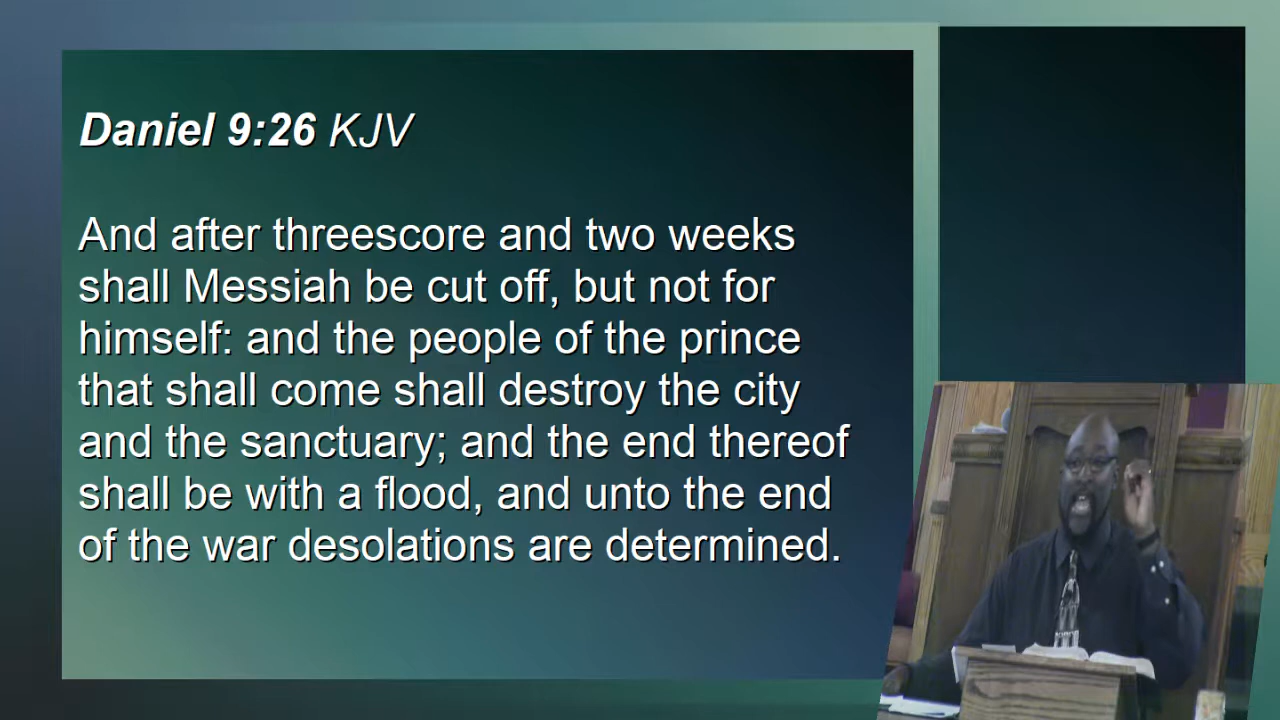 Daniel 9:26 KJV
And after threescore and two weeks
shall Messiah be cut off, but not for
himself: and the people of the prince
that shall come shall destroy the city
and the sanctuary; and the end thereof
shall be with a flood, and unto the end
of the war desolations are determined.